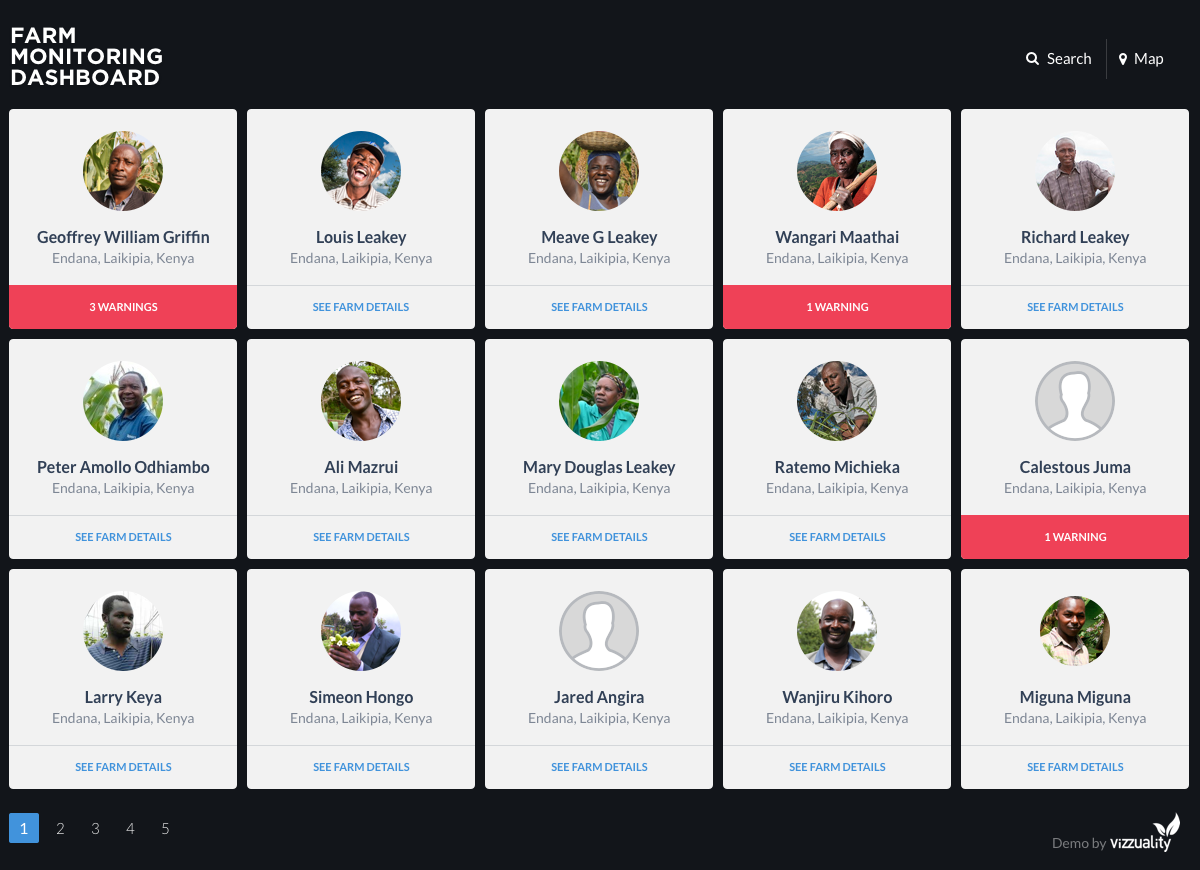 FARM
MONITORING
DASHBOARD
Search
Map
Geoffrey William Griffin
Endana, Laikipia, Kenya
3 WARNINGS
Louis Leakey
Endana, Laikipia, Kenya
SEE FARM DETAILS
Meave G Leakey
Endana, Laikipia, Kenya
SEE FARM DETAILS
Wangari Maathai
Endana, Laikipia, Kenya
1 WARNING
Richard Leakey
Endana, Laikipia, Kenya
SEE FARM DETAILS
Peter Amollo Odhiambo
Endana, Laikipia, Kenya
SEE FARM DETAILS
Ali Mazrui
Endana, Laikipia, Kenya
SEE FARM DETAILS
Mary Douglas Leakey
Endana, Laikipia, Kenya
SEE FARM DETAILS
Ratemo Michieka
Endana, Laikipia, Kenya
SEE FARM DETAILS
Calestous Juma
Endana, Laikipia, Kenya
1 WARNING
Larry Keya
Endana, Laikipia, Kenya
SEE FARM DETAILS
Simeon Hongo
Endana, Laikipia, Kenya
SEE FARM DETAILS
Jared Angira
Endana, Laikipia, Kenya
SEE FARM DETAILS
Wanjiru Kihoro
Endana, Laikipia, Kenya
SEE FARM DETAILS
Miguna Miguna
Endana, Laikipia, Kenya
SEE FARM DETAILS
1 2 3 4 5
Demo by vizzuality